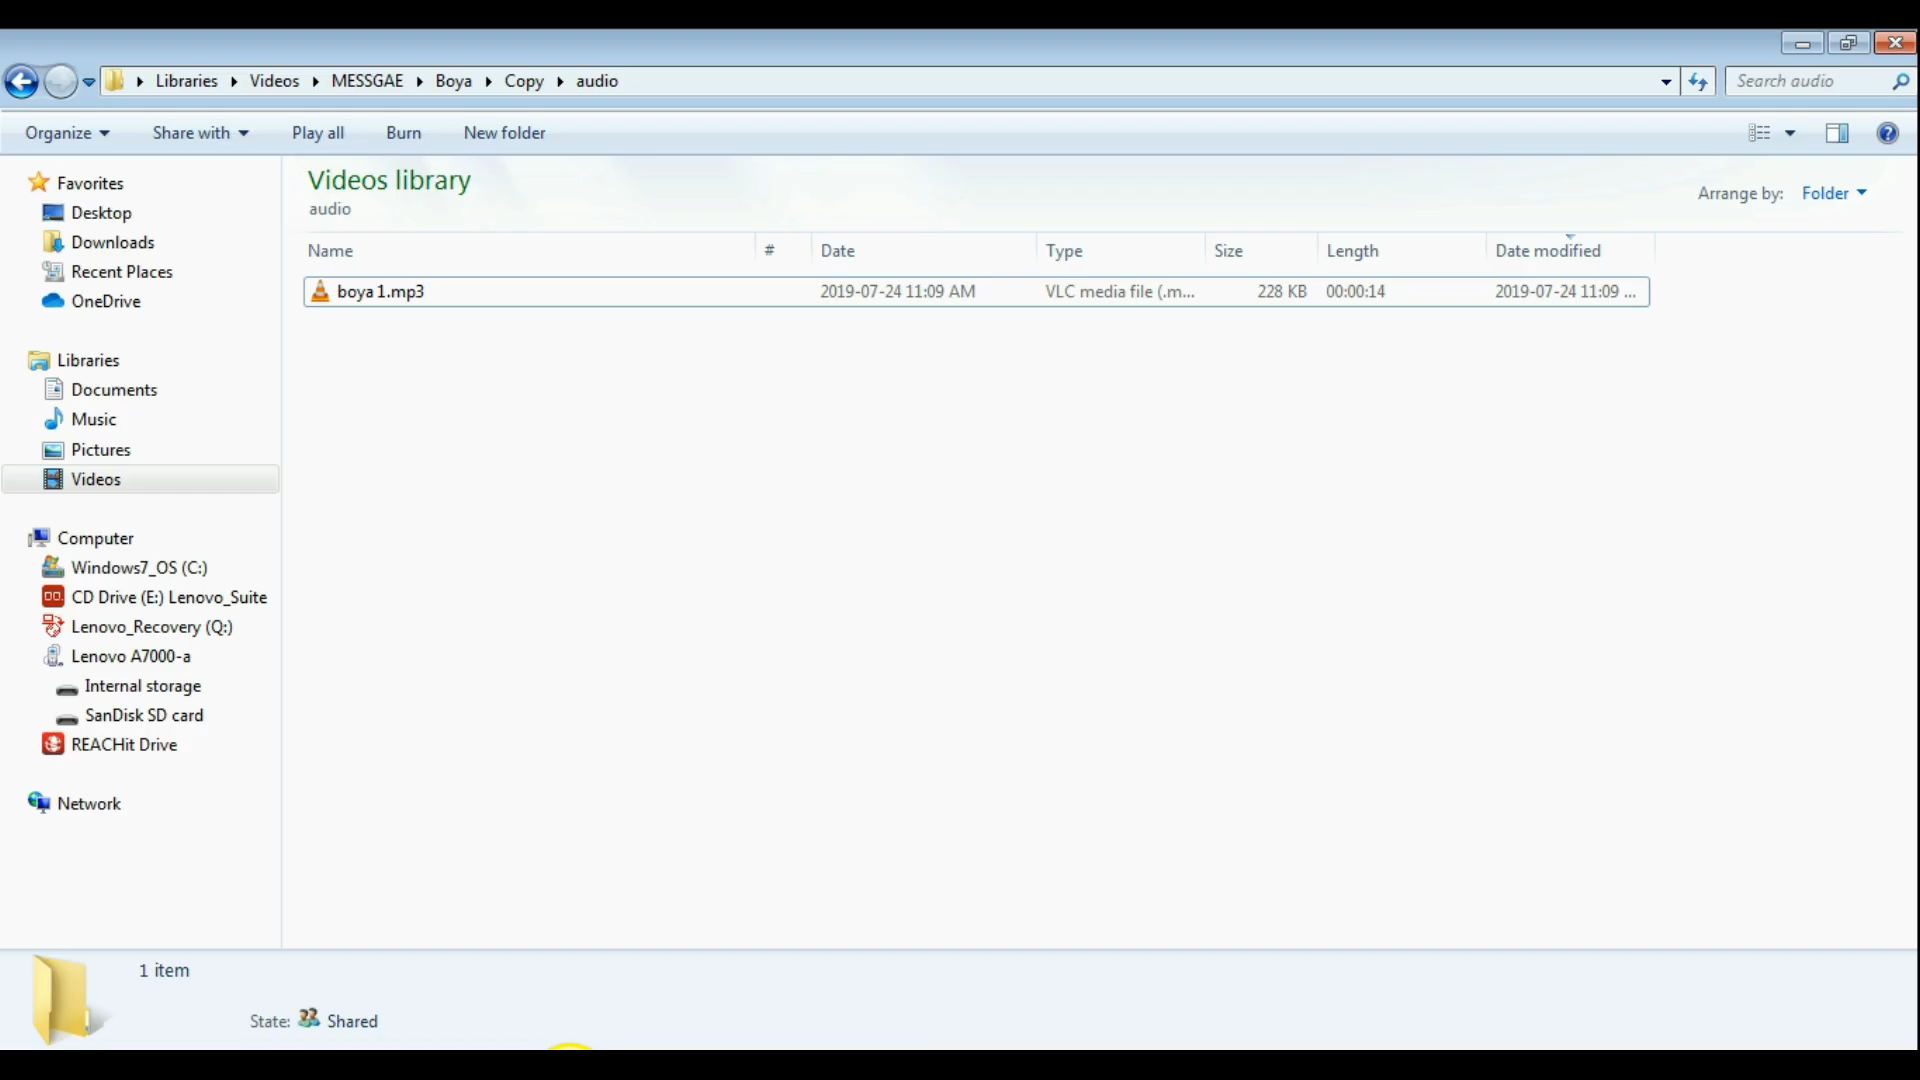 Libraries Videos MESSGAE Boya Copy audio
Search audio
Organize Share with Play all Burn New folder
Favorites
Desktop
Downloads
Recent Places
OneDrive
Libraries
Documents
Music
Pictures
Videos
Computer
Windows7_OS (C:)
CD Drive (E:) Lenovo_Suite
Lenovo_Recovery (Q:)
Lenovo A7000-a
Internal storage
SanDisk SD card
REACHit Drive
Network
Videos library
audio
Arrange by: Folder
Name # Date Type Size Length Date modified
boya 1.mp3 2019-07-24 11:09 AM VLC media file (.m... 228 KB 00:00:14 2019-07-24 11:09 ...
1 item
State: Shared